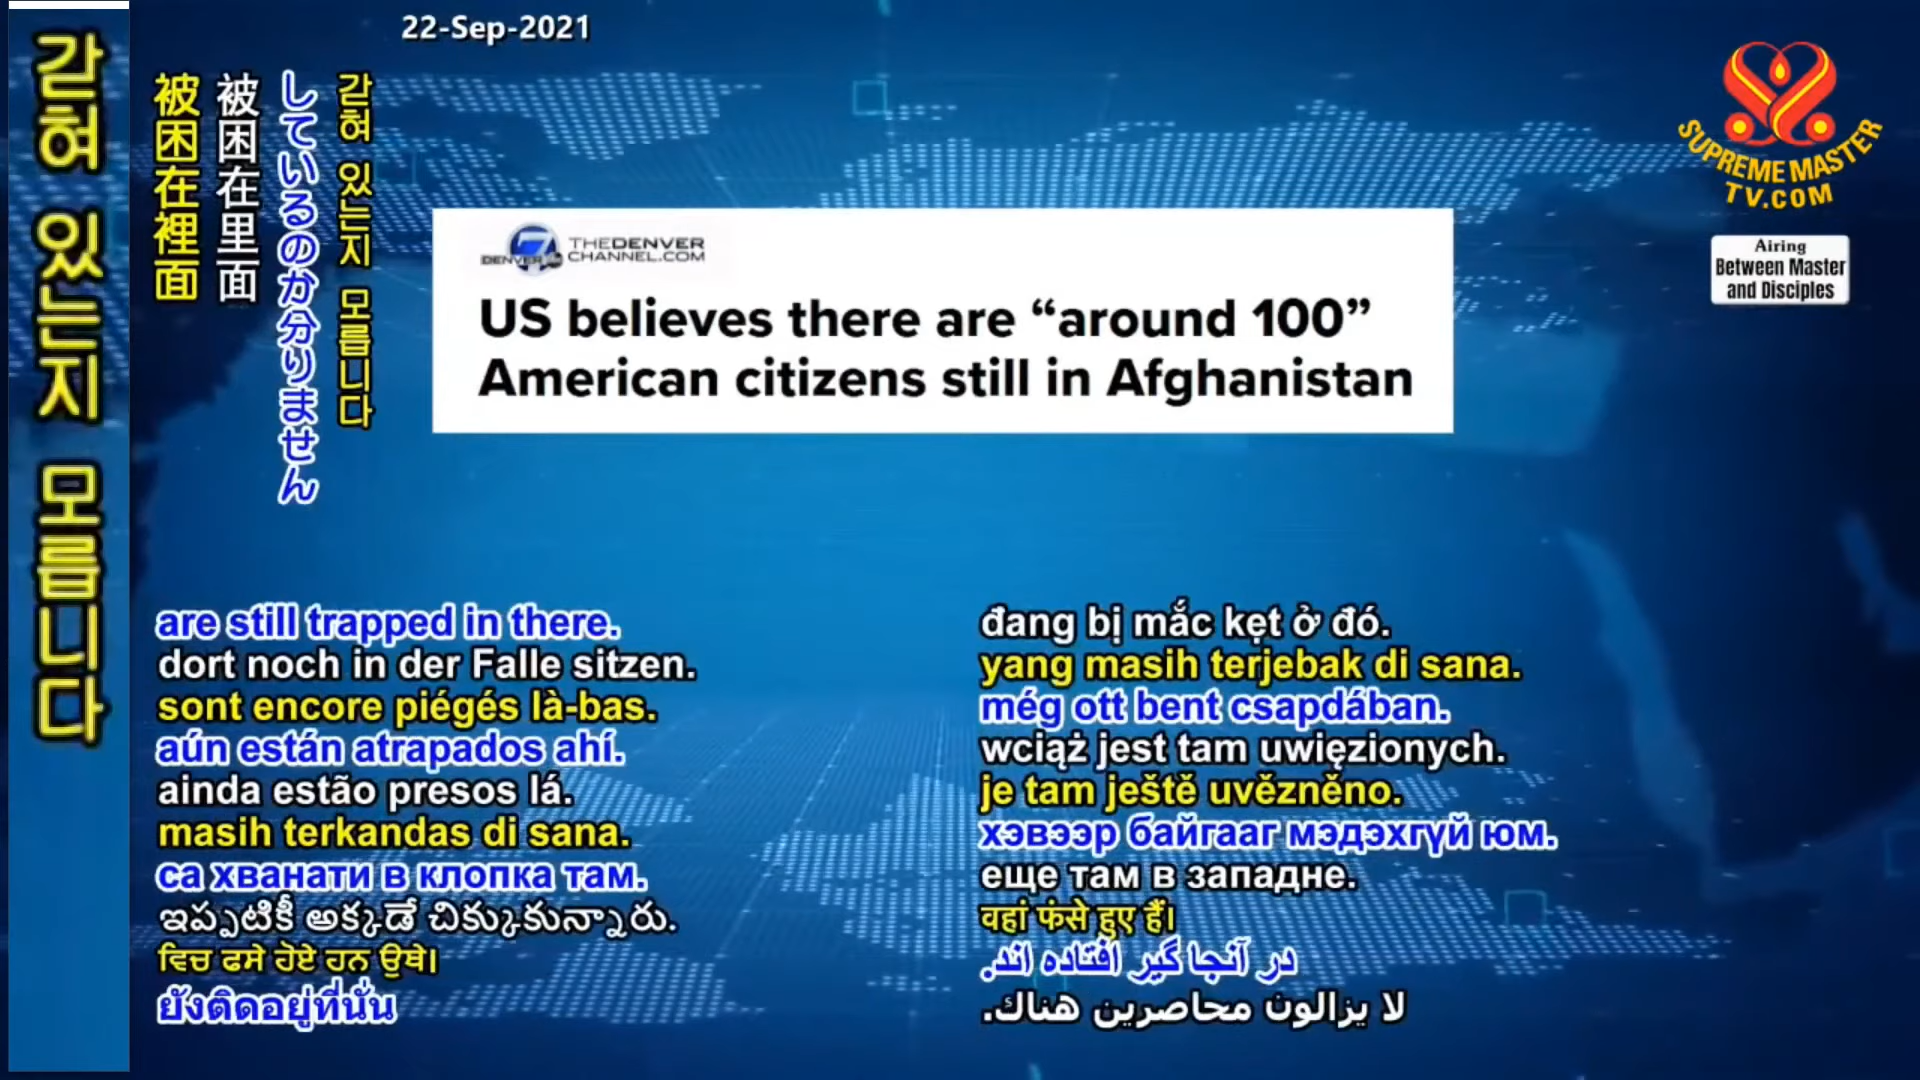 갇혀 있는지 모릅니다
22-Sep-2021
갇혀 있는지 모릅니다
しているのか分りません
被困在里面
被困在裡面
SUPREME MASTER
TV.COM
Airing
Between Master
and Disciples
DENVER 7 abc
THEDENVER
CHANNEL.COM
US believes there are “around 100”
American citizens still in Afghanistan
are still trapped in there.
dort noch in der Falle sitzen.
sont encore piégés là-bas.
aún están atrapados ahí.
ainda estão presos lá.
masih terkandas di sana.
са хванати в клопка там.
ఇప్పటికీ అక్కడే చిక్కుకున్నారు.
ਵਿਚ ਫਸੇ ਹੋਏ ਹਨ ਉਥੇ।
ยังติดอยู่ที่นั่น
đang bị mắc kẹt ở đó.
yang masih terjebak di sana.
még ott bent csapdában.
wciąż jest tam uwięzionych.
je tam ještě uvězněno.
хэвээр байгааг мэдэхгүй юм.
еще там в западне.
वहां फंसे हुए हैं।
در آنجا گیر افتاده اند.
لا يزالون محاصرين هناك.